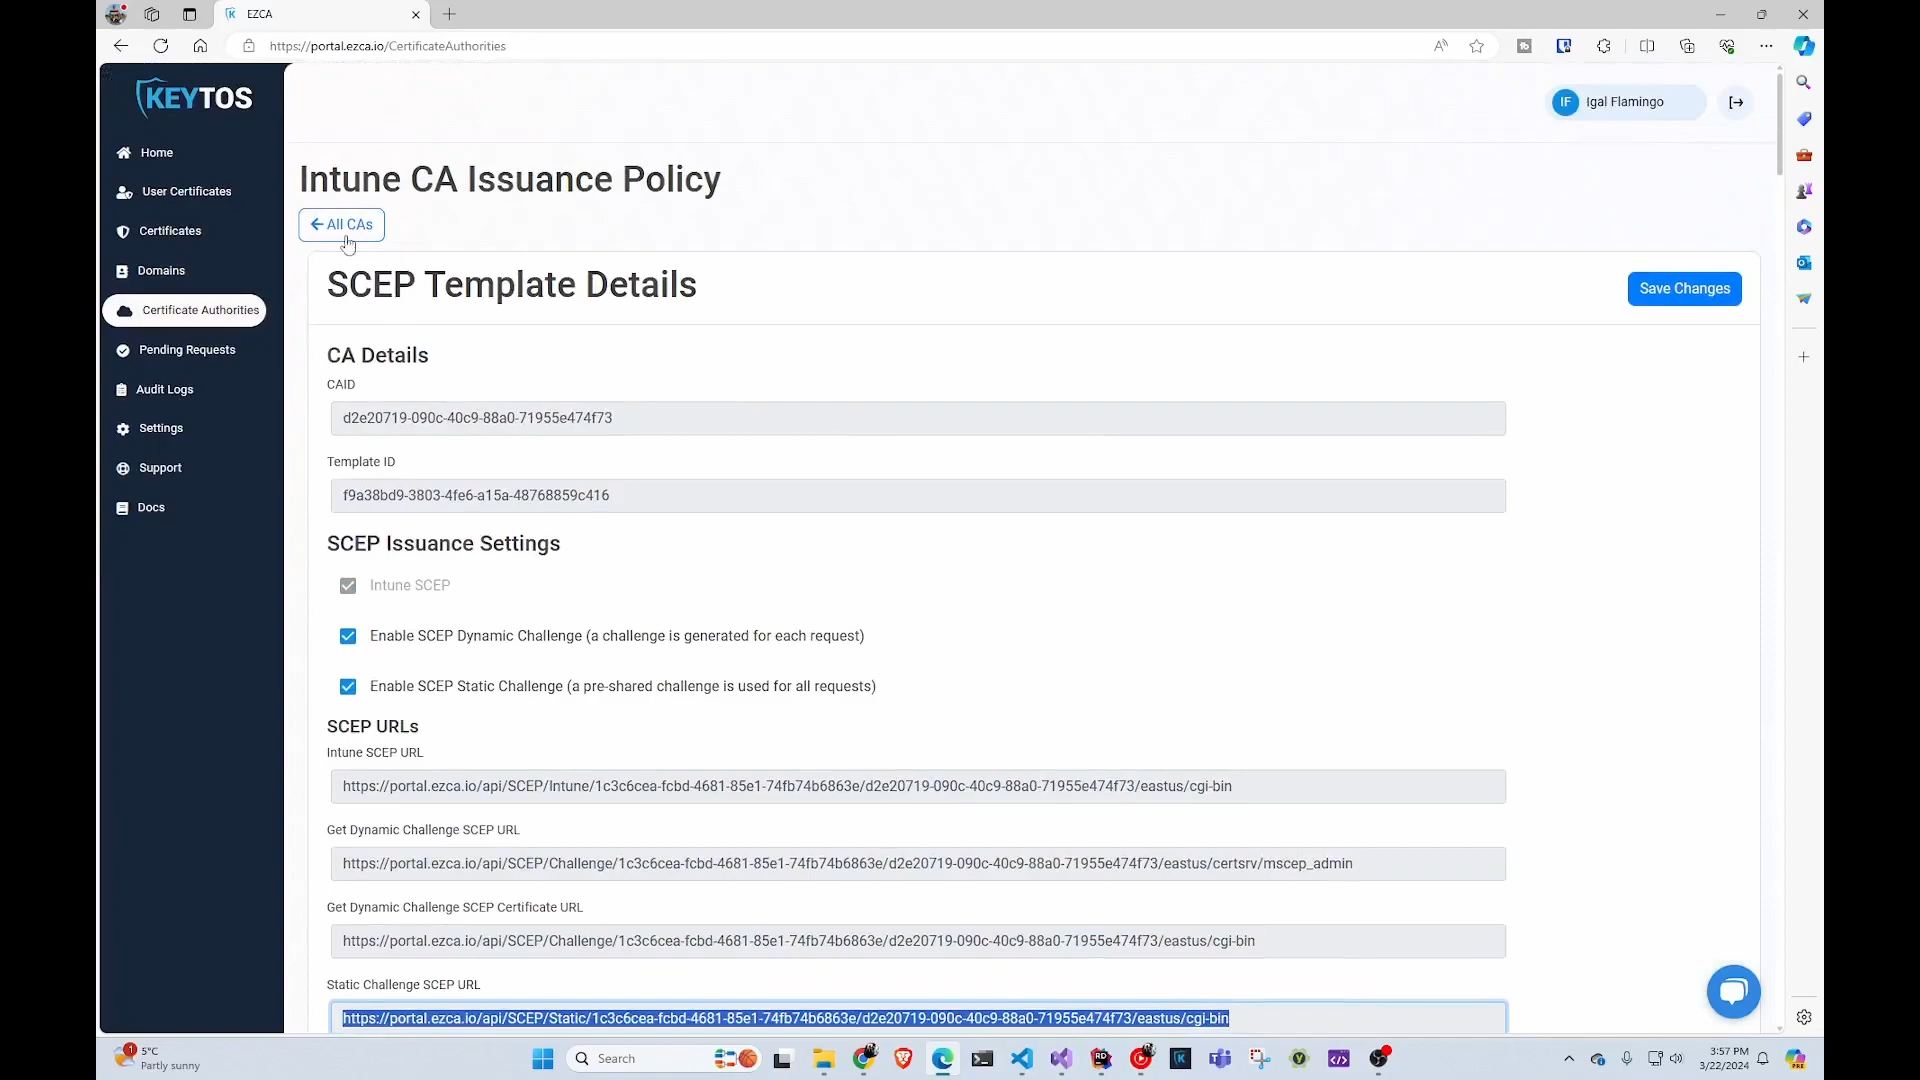 EZCA
https://portal.ezca.io/CertificateAuthorities
KEYTOS
IF Igal Flamingo
Home
User Certificates
Certificates
Domains
Certificate Authorities
Pending Requests
Audit Logs
Settings
Support
Docs
Intune CA Issuance Policy
All CAs
SCEP Template Details
Save Changes
CA Details
CAID
d2e20719-090c-40c9-88a0-71955e474f73
Template ID
f9a38bd9-3803-4fe6-a15a-48768859c416
SCEP Issuance Settings
Intune SCEP
Enable SCEP Dynamic Challenge (a challenge is generated for each request)
Enable SCEP Static Challenge (a pre-shared challenge is used for all requests)
SCEP URLs
Intune SCEP URL
https://portal.ezca.io/api/SCEP/Intune/1c3c6cea-fcbd-4681-85e1-74fb74b6863e/d2e20719-090c-40c9-88a0-71955e474f73/eastus/cgi-bin
Get Dynamic Challenge SCEP URL
https://portal.ezca.io/api/SCEP/Challenge/1c3c6cea-fcbd-4681-85e1-74fb74b6863e/d2e20719-090c-40c9-88a0-71955e474f73/eastus/certsrv/mscep_admin
Get Dynamic Challenge SCEP Certificate URL
https://portal.ezca.io/api/SCEP/Challenge/1c3c6cea-fcbd-4681-85e1-74fb74b6863e/d2e20719-090c-40c9-88a0-71955e474f73/eastus/cgi-bin
Static Challenge SCEP URL
https://portal.ezca.io/api/SCEP/Static/1c3c6cea-fcbd-4681-85e1-74fb74b6863e/d2e20719-090c-40c9-88a0-71955e474f73/eastus/cgi-bin
1
5°C
Partly sunny
Search
3:57 PM
3/22/2024